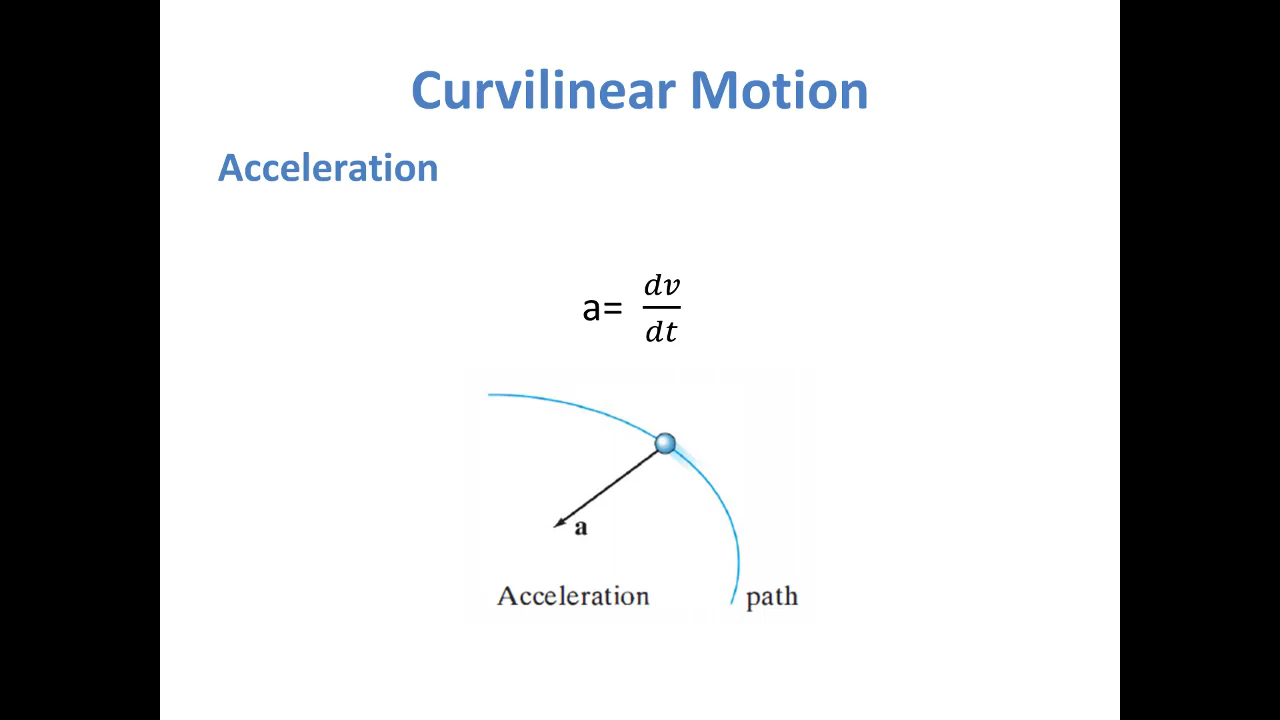 Curvilinear Motion
Acceleration
a= dv/dt
a
Acceleration path